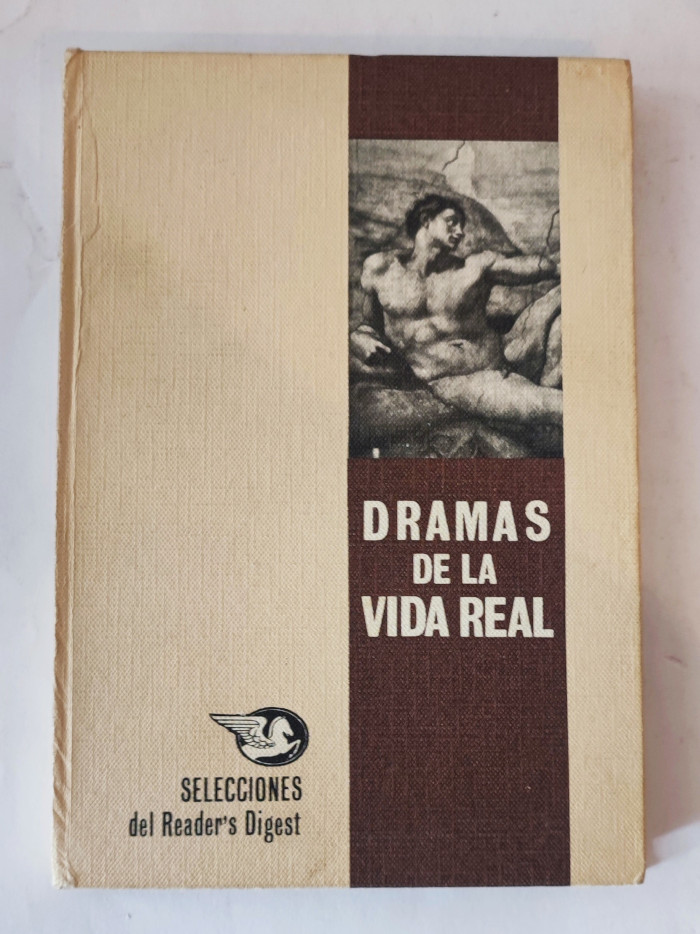 DRAMAS
DE LA
VIDA REAL
SELECCIONES
del Reader's Digest